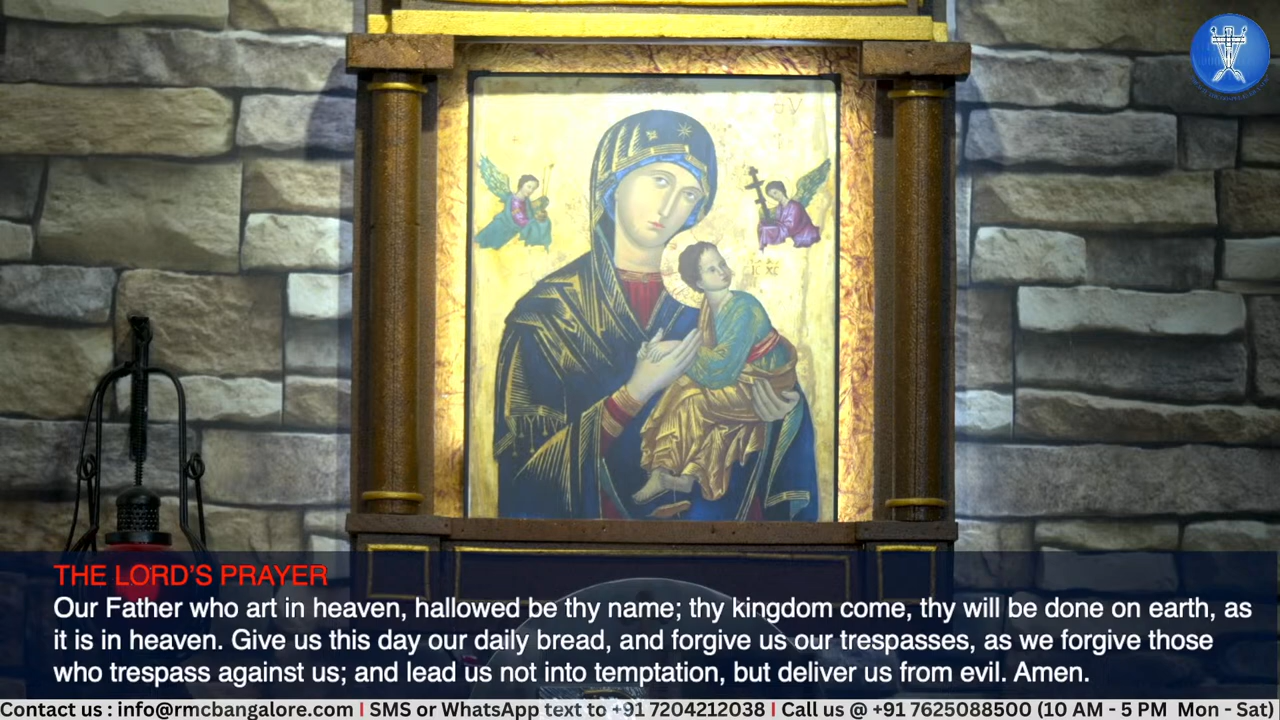 IC XC
THE LORD'S PRAYER
Our Father who art in heaven, hallowed be thy name; thy kingdom come, thy will be done on earth, as
it is in heaven. Give us this day our daily bread, and forgive us our trespasses, as we forgive those
who trespass against us; and lead us not into temptation, but deliver us from evil. Amen.
Contact us : info@rmcbangalore.com I SMS or WhatsApp text to +91 7204212038 I Call us @ +91 7625088500 (10 AM - 5 PM Mon - Sat)